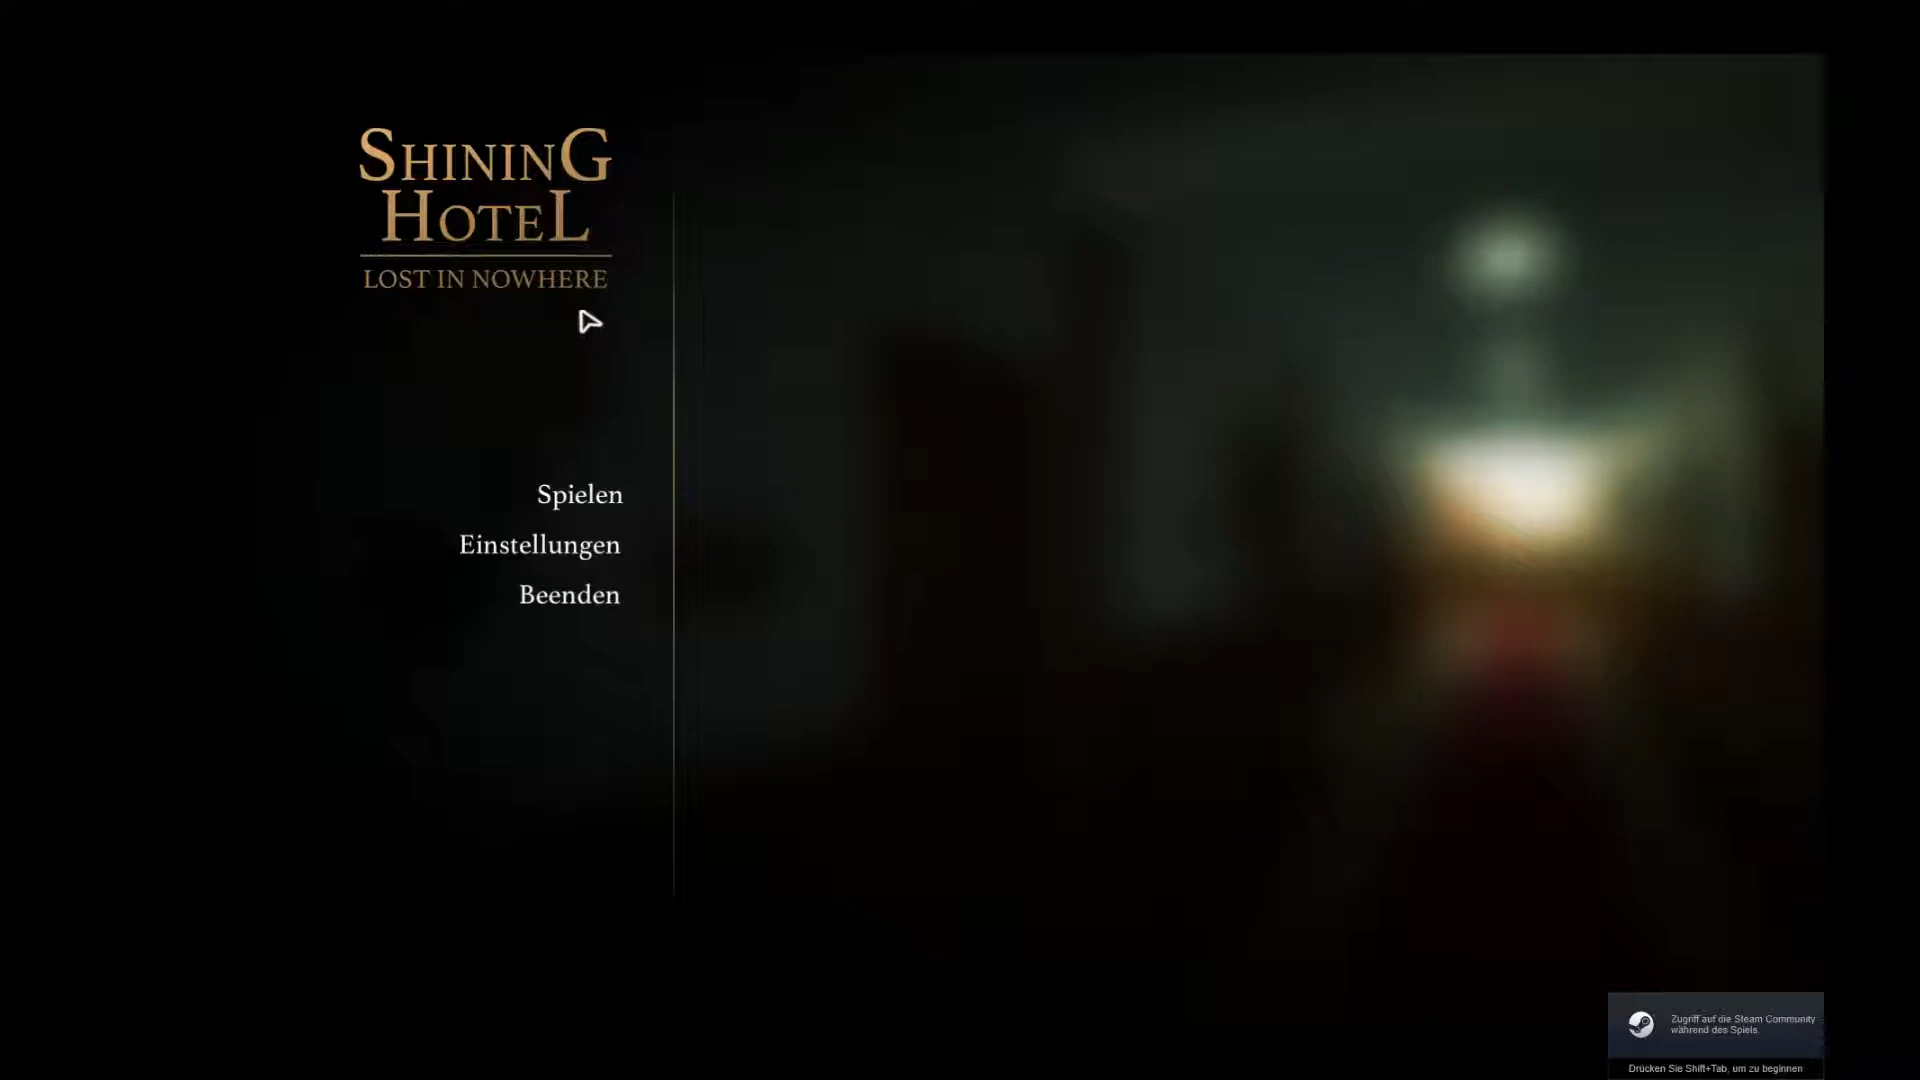 SHINING
HOTEL
LOST IN NOWHERE
Spielen
Einstellungen
Beenden
Zugriff auf die Steam Community
während des Spiels.
Drücken Sie Shift+Tab, um zu beginnen